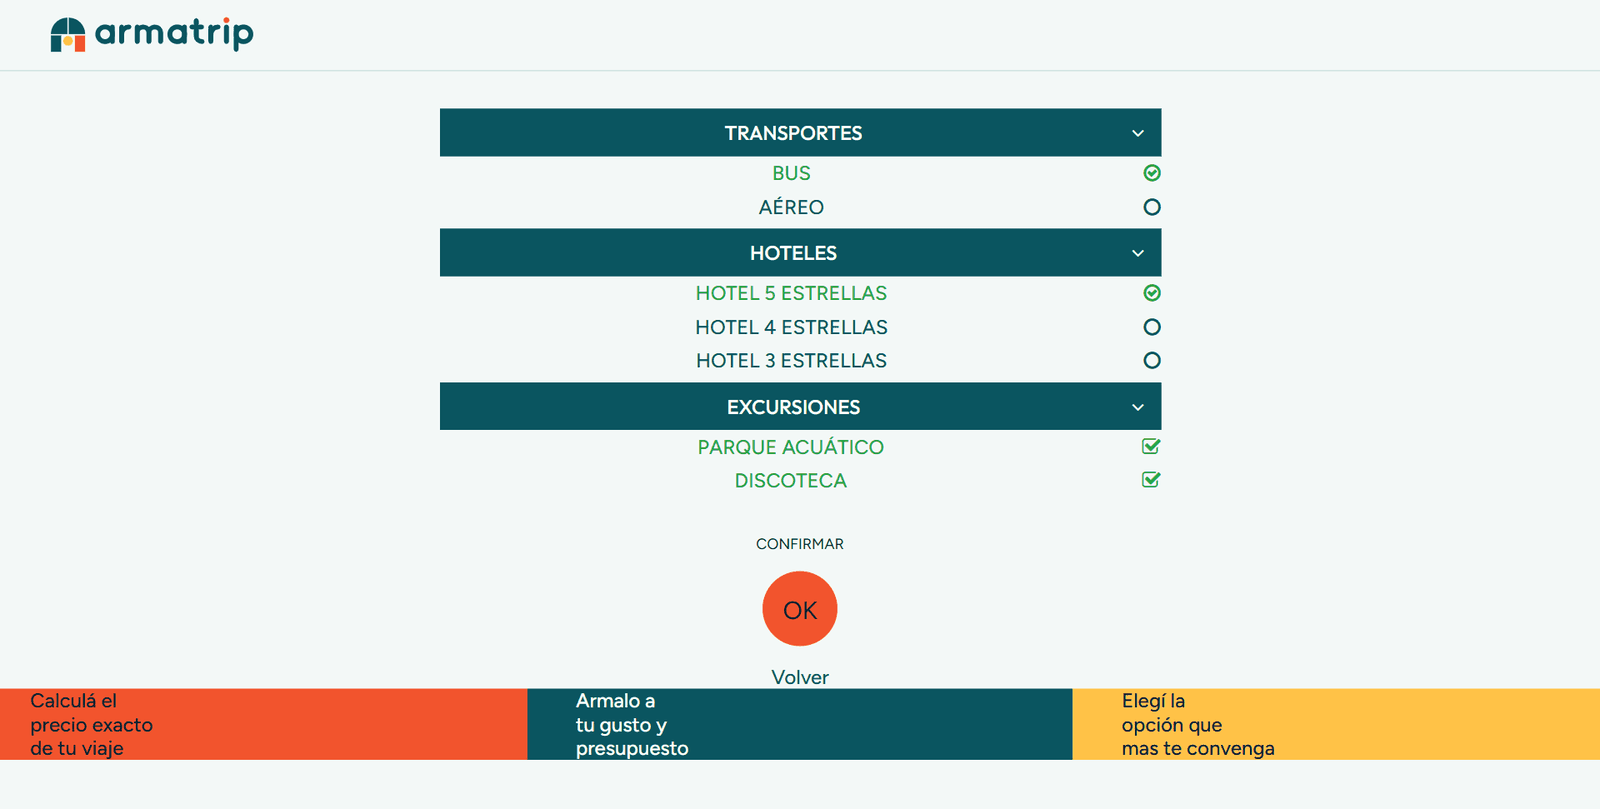 armatrip
TRANSPORTES
BUS
AÉREO
HOTELES
HOTEL 5 ESTRELLAS
HOTEL 4 ESTRELLAS
HOTEL 3 ESTRELLAS
EXCURSIONES
PARQUE ACUÁTICO
DISCOTECA
CONFIRMAR
OK
Volver
Calculá el
precio exacto
de tu viaje
Armalo a
tu gusto y
presupuesto
Elegí la
opción que
mas te convenga